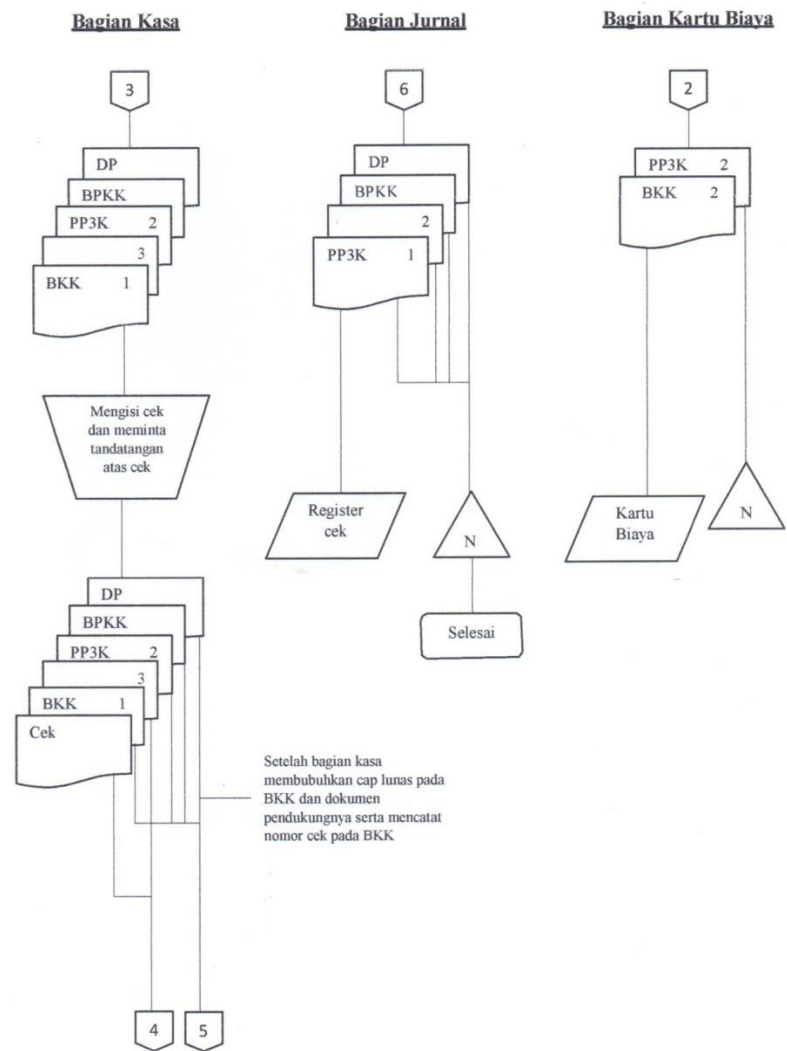 Bagian Kasa
Bagian Jurnal
Bagian Kartu Biaya
3
DP
BPKK
PP3K 2
3
BKK 1
Mengisi cek
dan meminta
tandatangan
atas cek
DP
BPKK
PP3K 2
3
BKK 1
Cek
Setelah bagian kasa
membubuhkan cap lunas pada
BKK dan dokumen
pendukungnya serta mencatat
nomor cek pada BKK
4
5
6
DP
BPKK
2
PP3K 1
Register
cek
N
Selesai
2
PP3K 2
BKK 2
Kartu
Biaya
N